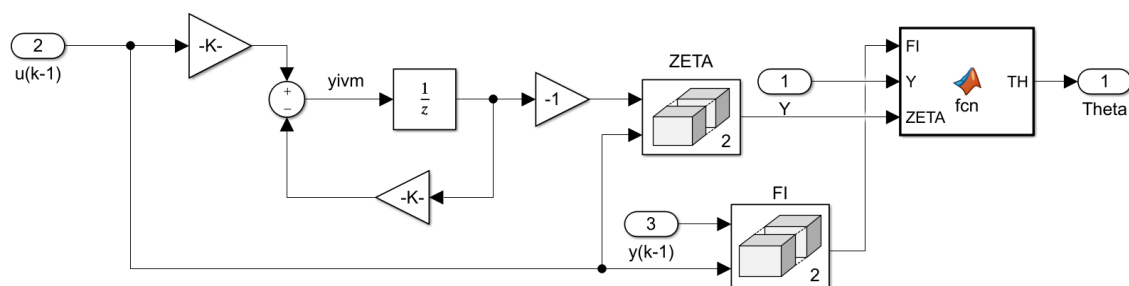 2
u(k-1)
-K-
+
−
yivm
1
z
-K-
-1
ZETA
2
1
Y
FI
Y
ZETA
fcn
TH
1
Theta
3
y(k-1)
FI
2